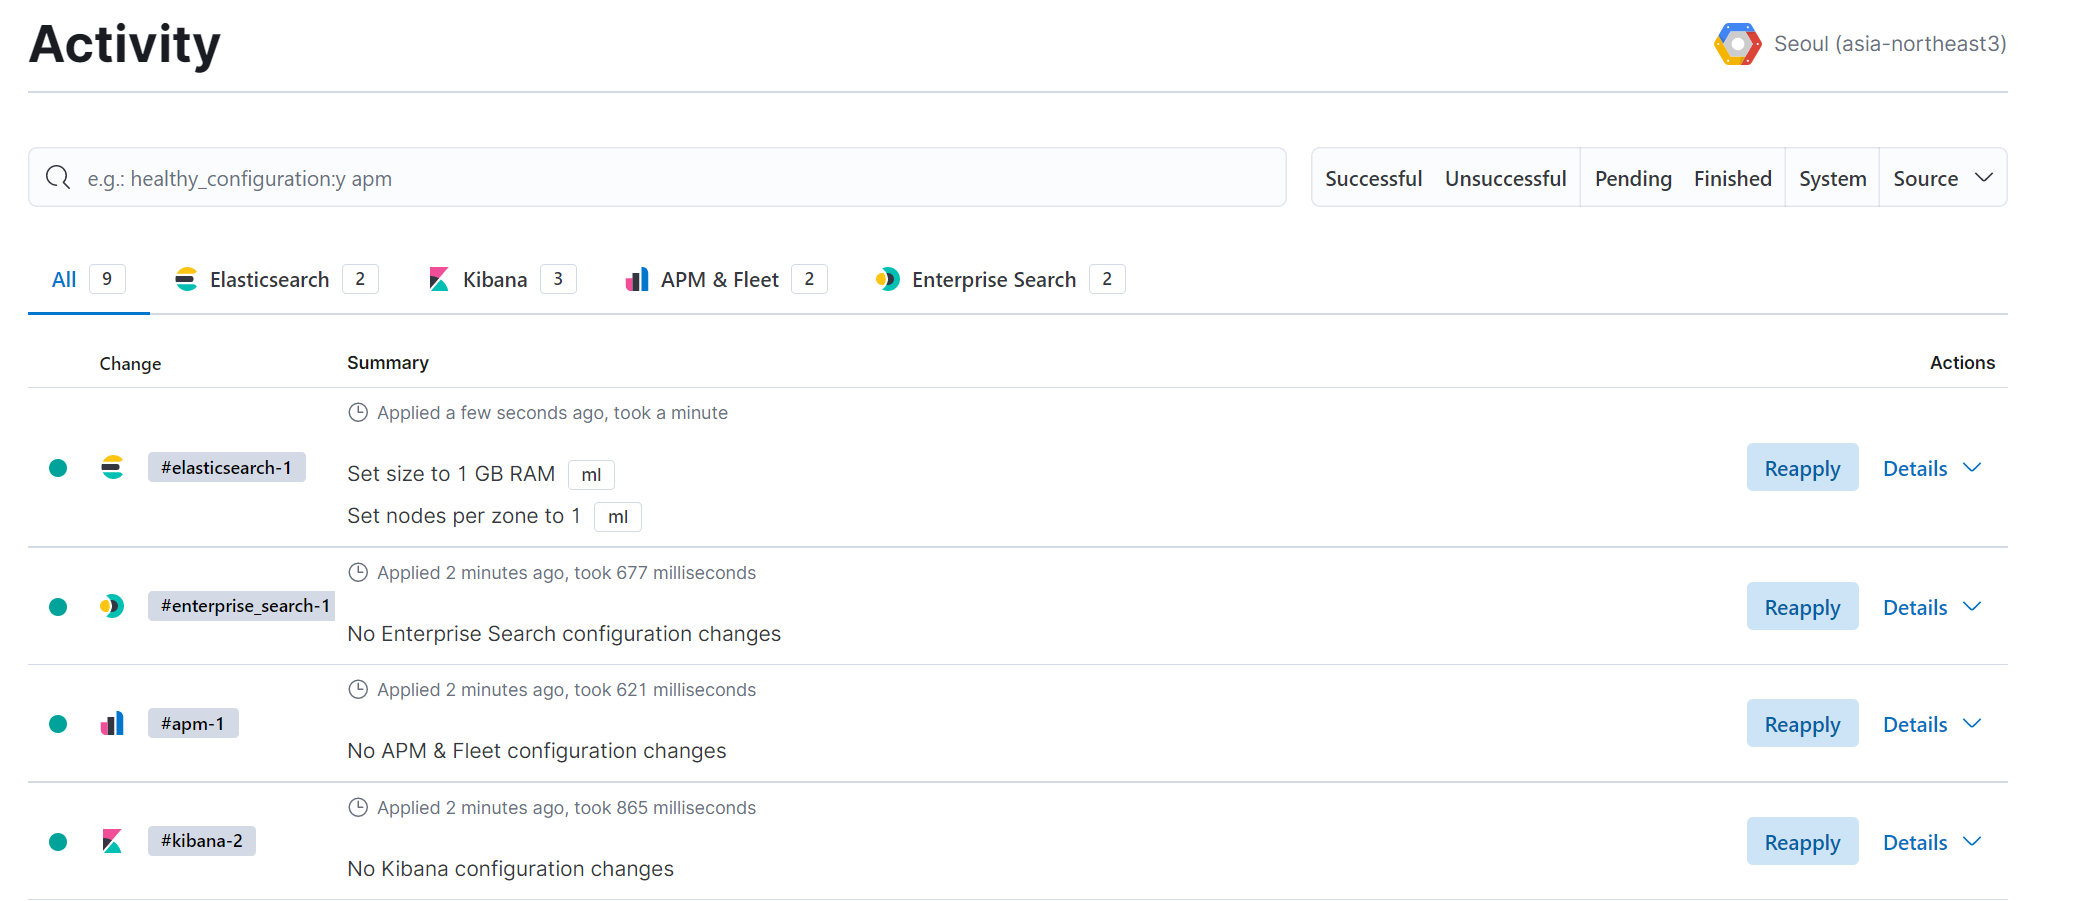 Activity
Seoul (asia-northeast3)
e.g.: healthy_configuration:y apm
Successful Unsuccessful Pending Finished System Source
All 9 Elasticsearch 2 Kibana 3 APM & Fleet 2 Enterprise Search 2
Change Summary Actions
Applied a few seconds ago, took a minute
#elasticsearch-1 Reapply Details
Set size to 1 GB RAM ml
Set nodes per zone to 1 ml
Applied 2 minutes ago, took 677 milliseconds
#enterprise_search-1 Reapply Details
No Enterprise Search configuration changes
Applied 2 minutes ago, took 621 milliseconds
#apm-1 Reapply Details
No APM & Fleet configuration changes
Applied 2 minutes ago, took 865 milliseconds
#kibana-2 Reapply Details
No Kibana configuration changes